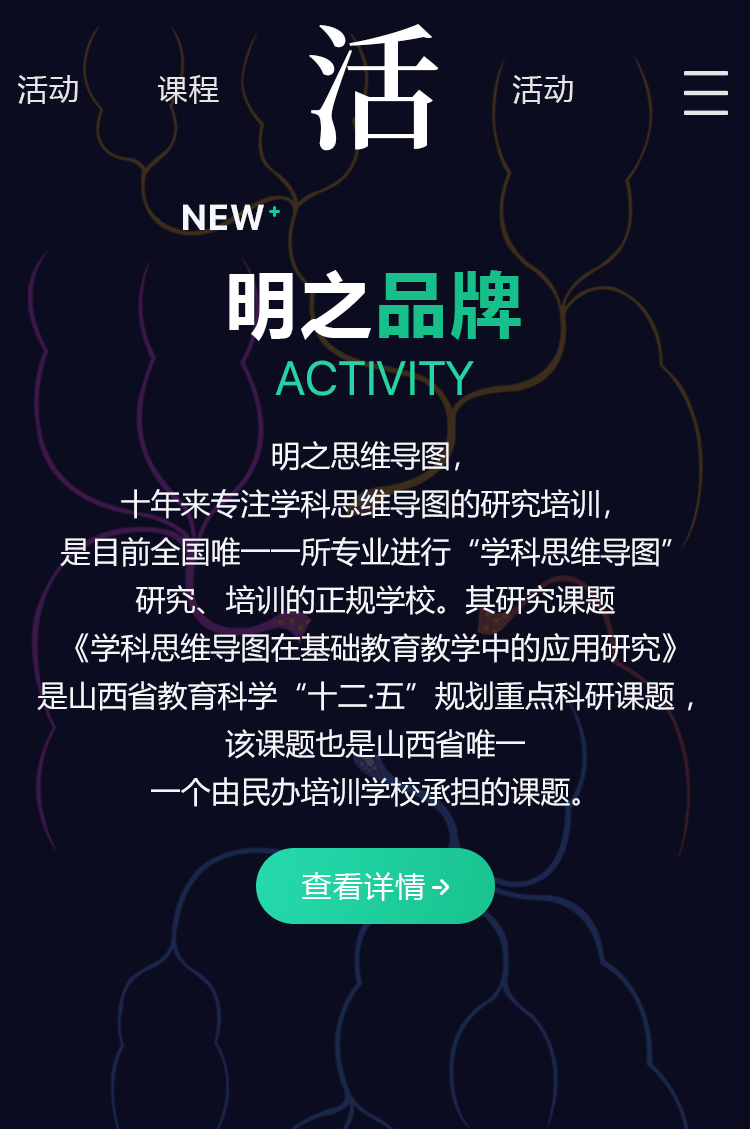 活动
课程
活
活动
NEW+
明之品牌
ACTIVITY
明之思维导图，
十年来专注学科思维导图的研究培训，
是目前全国唯一一所专业进行“学科思维导图”
研究、培训的正规学校。其研究课题
《学科思维导图在基础教育教学中的应用研究》
是山西省教育科学“十二·五”规划重点科研课题，
该课题也是山西省唯一
一个由民办培训学校承担的课题。
查看详情→